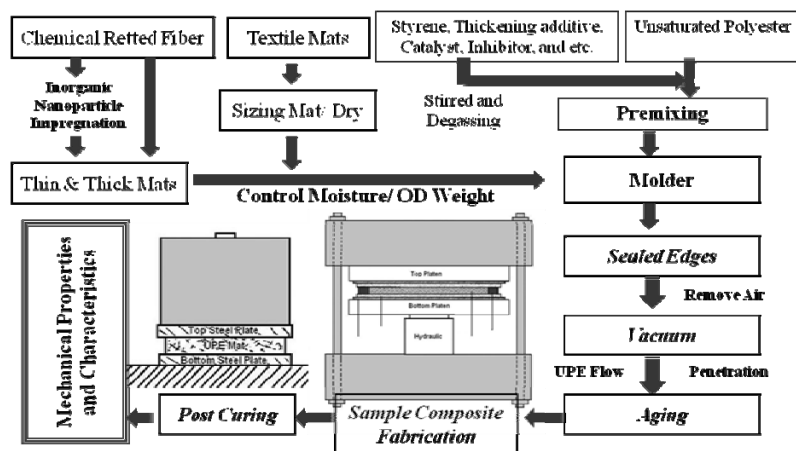 Chemical Retted Fiber
Textile Mats
Styrene, Thickening additive,
Catalyst, Inhibitor, and etc.
Unsaturated Polyester
Inorganic
Nanoparticle
Impregnation
Sizing Mat/ Dry
Stirred and
Degassing
Premixing
Thin & Thick Mats
Control Moisture/ OD Weight
Molder
Mechanical Properties
and Characteristics
Top Steel Plate
UPE Mat
Bottom Steel Plate
Top Platen
Bottom Platen
Hydraulic
Sealed Edges
Remove Air
Vacuum
UPE Flow
Penetration
Post Curing
Sample Composite
Fabrication
Aging